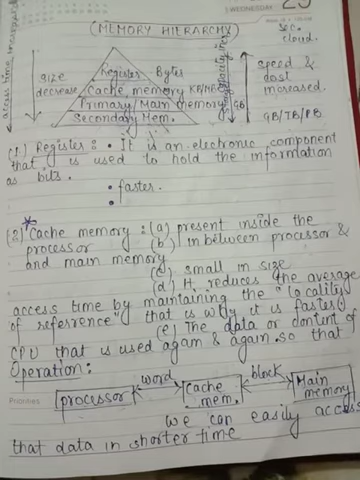 WEDNESDAY 25
(MEMORY HIERARCHY)
Sec.
cloud.
access time increased
size
decrease
Register Bytes
Cache memory KB/MB
Primary/Main memory
GB
Secondary Mem.
speed &
cost
increased.
GB/TB/PB
(1) Register: • It is an electronic component
that is used to hold the information
as bits.
• faster.
•
(2) Cache memory: (a) present inside the
processor (b) in between processor &
and main memory
(c) small in size
(d) It reduces the average
access time by maintaining the "locality
of reference" that is why it is faster()
(e) The data or content of
CPU that is used again & again so that
Operation:
processor word Cache mem. block Main memory
Priorities
we can easily access
that data in shorter time